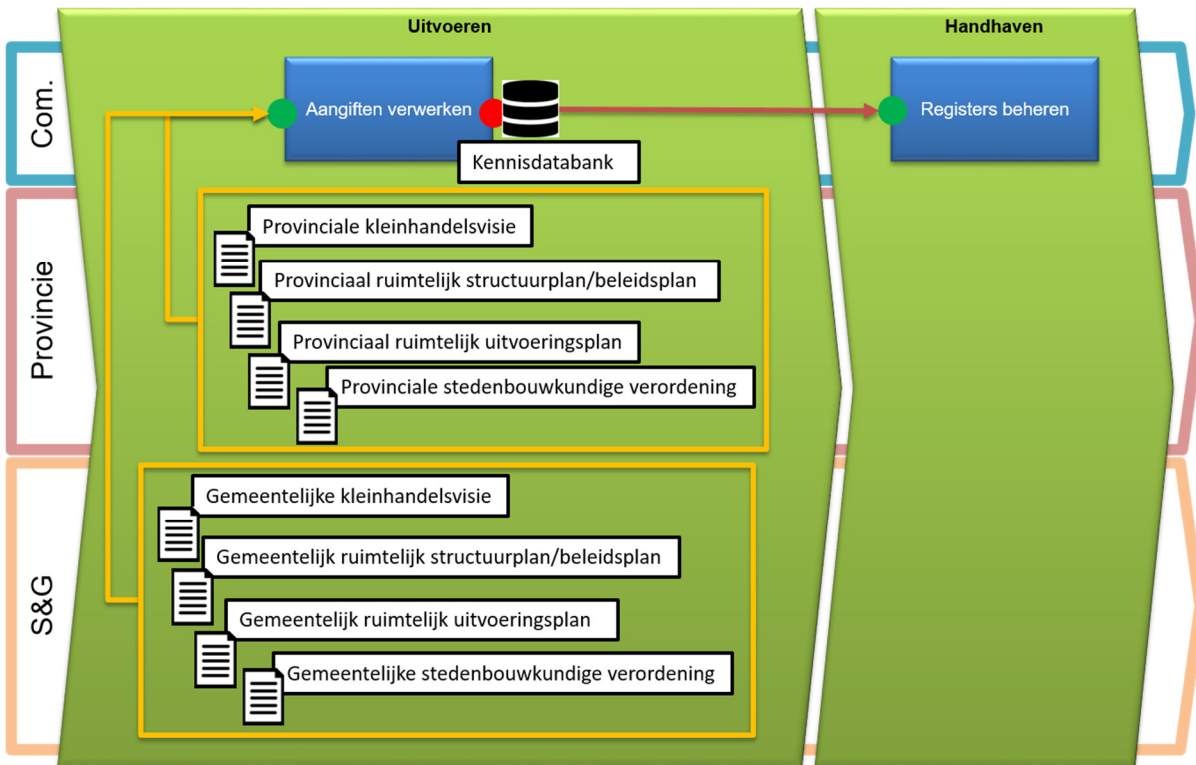 Uitvoeren
Handhaven
Com.
Aangiften verwerken
Registers beheren
Kennisdatabank
Provincie
Provinciale kleinhandelsvisie
Provinciaal ruimtelijk structuurplan/beleidsplan
Provinciaal ruimtelijk uitvoeringsplan
Provinciale stedenbouwkundige verordening
S&G
Gemeentelijke kleinhandelsvisie
Gemeentelijk ruimtelijk structuurplan/beleidsplan
Gemeentelijk ruimtelijk uitvoeringsplan
Gemeentelijke stedenbouwkundige verordening